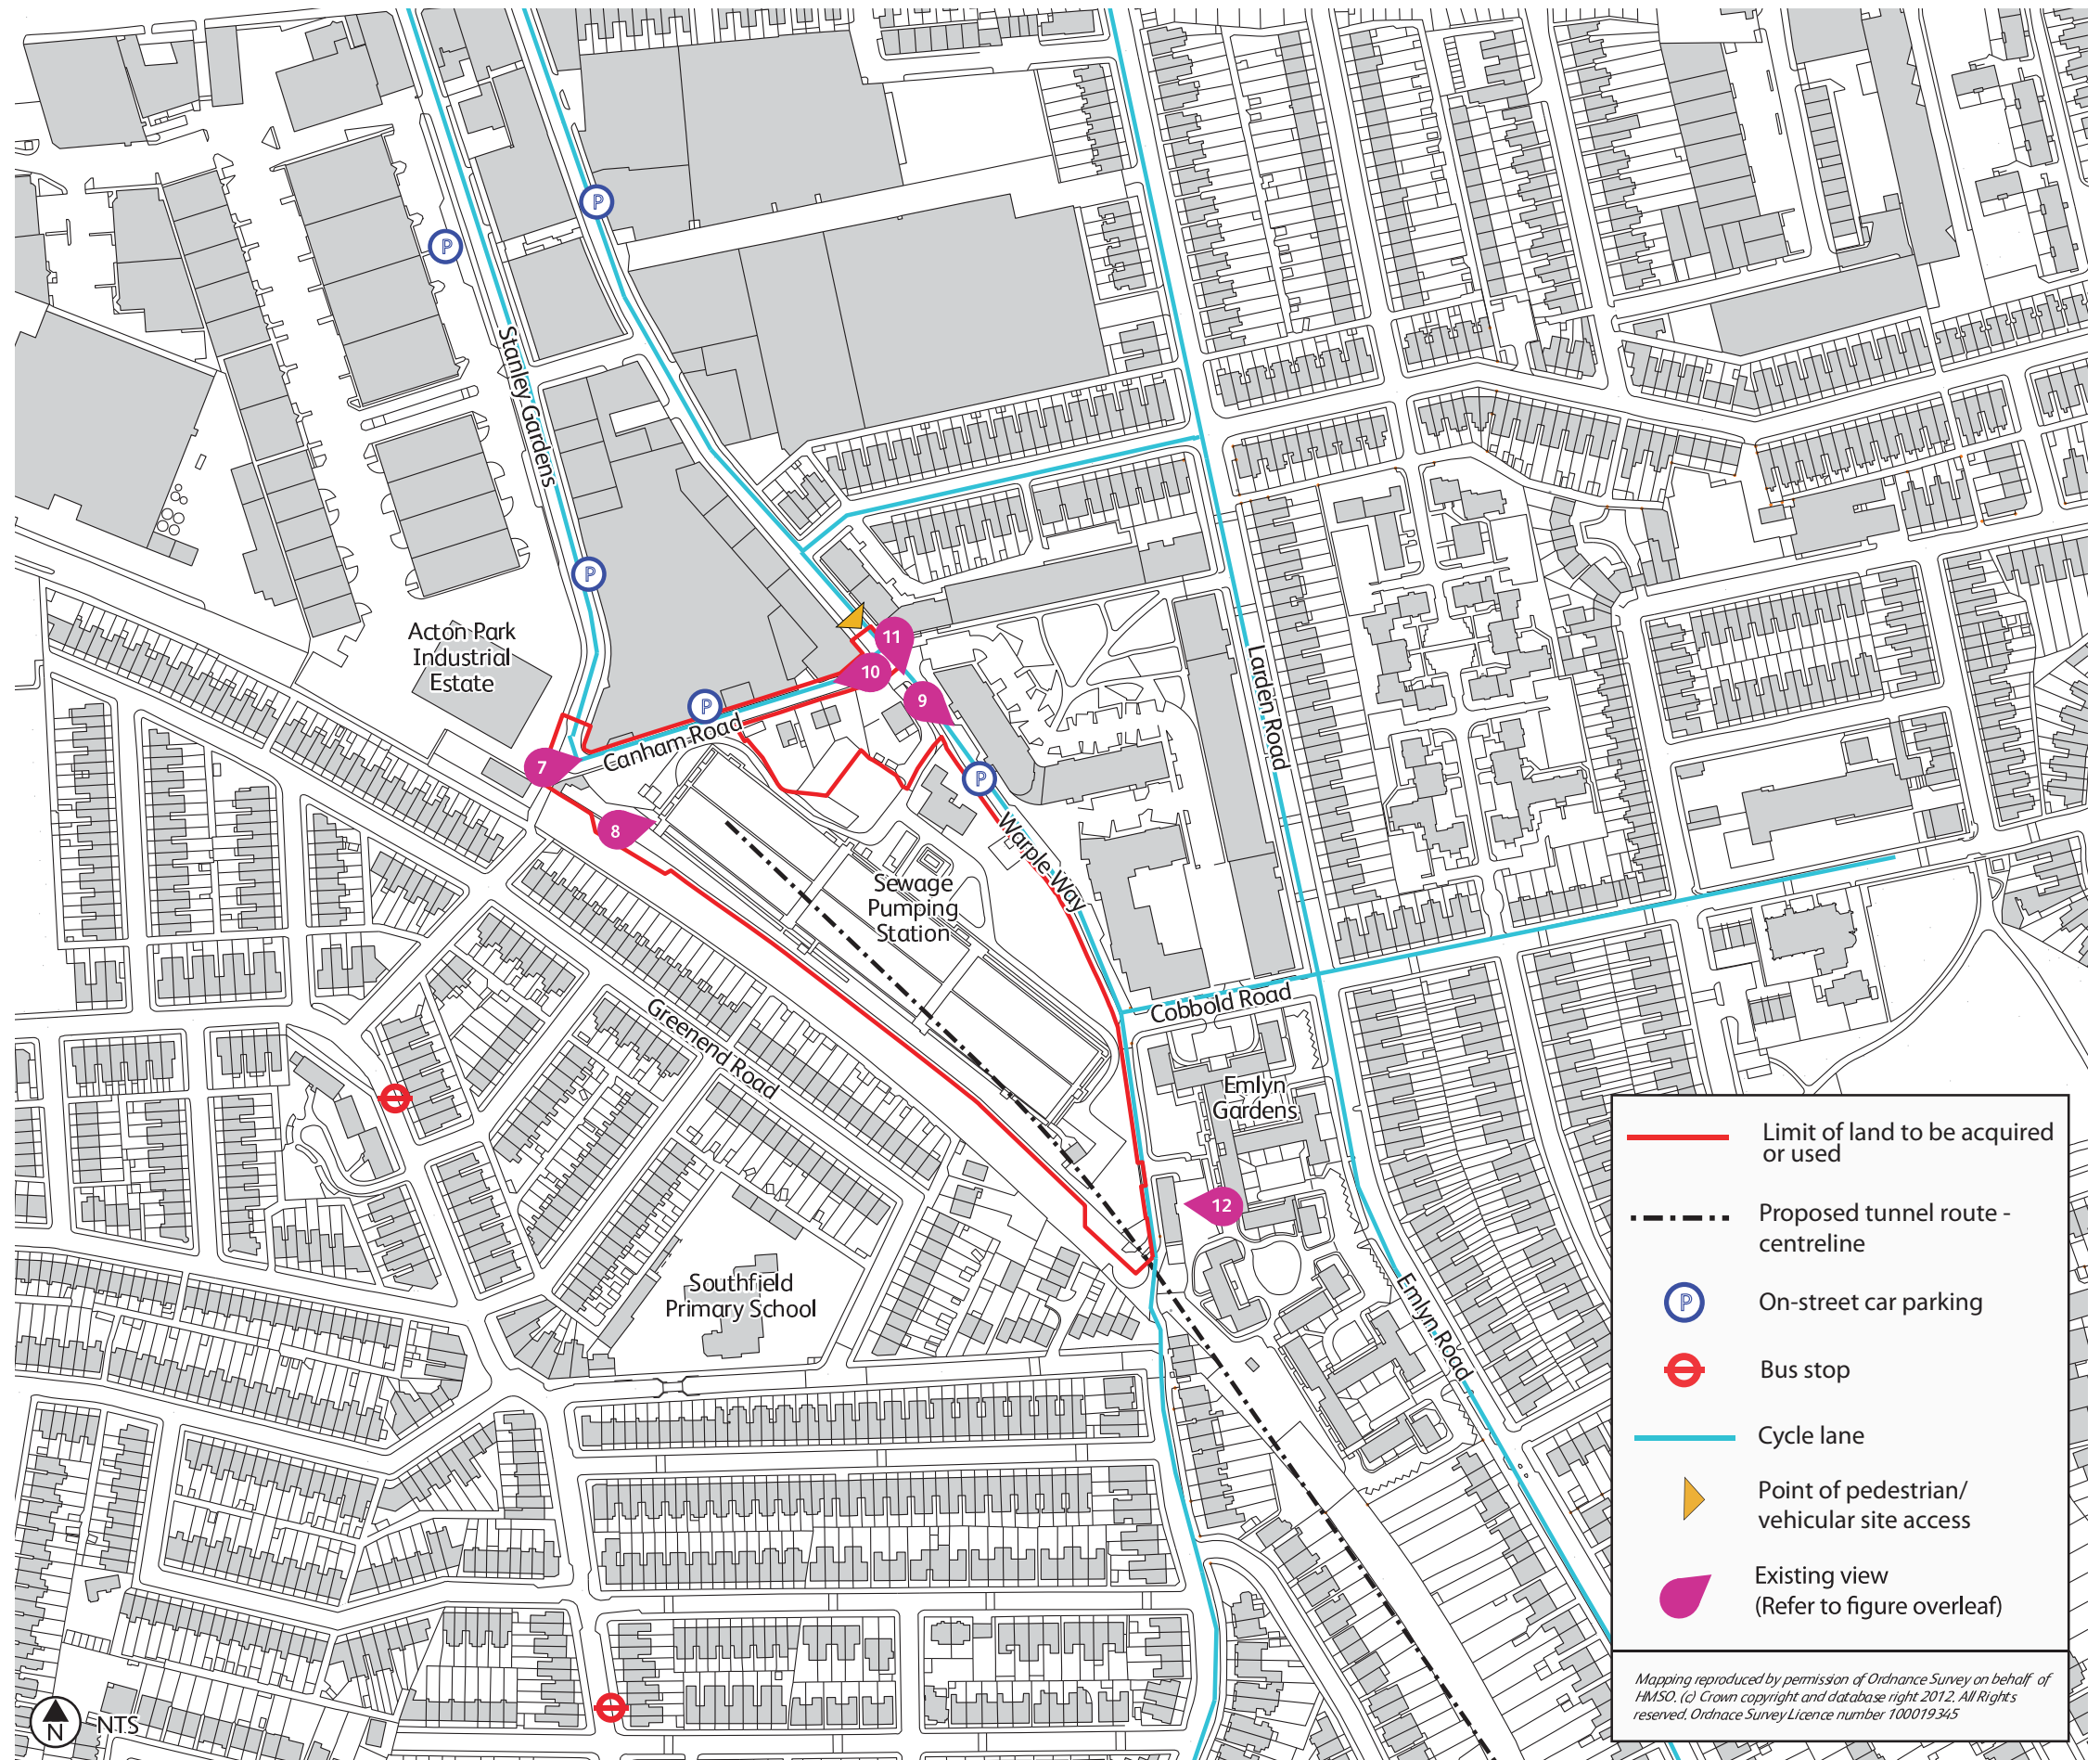 P
P
Stanley Gardens
P
Acton Park
Industrial
Estate
11
10
9
Larden Road
P
Canham Road
7
P
8
Warple Way
Sewage
Pumping
Station
Cobbold Road
Greenend Road
Emlyn
Gardens
12
Southfield
Primary School
Emlyn Road
Limit of land to be acquired
or used
Proposed tunnel route -
centreline
P
On-street car parking
Bus stop
Cycle lane
Point of pedestrian/
vehicular site access
Existing view
(Refer to figure overleaf)
Mapping reproduced by permission of Ordnance Survey on behalf of
HMSO. (c) Crown copyright and database right 2012. All Rights
reserved. Ordnace Survey Licence number 100019345
N
NTS